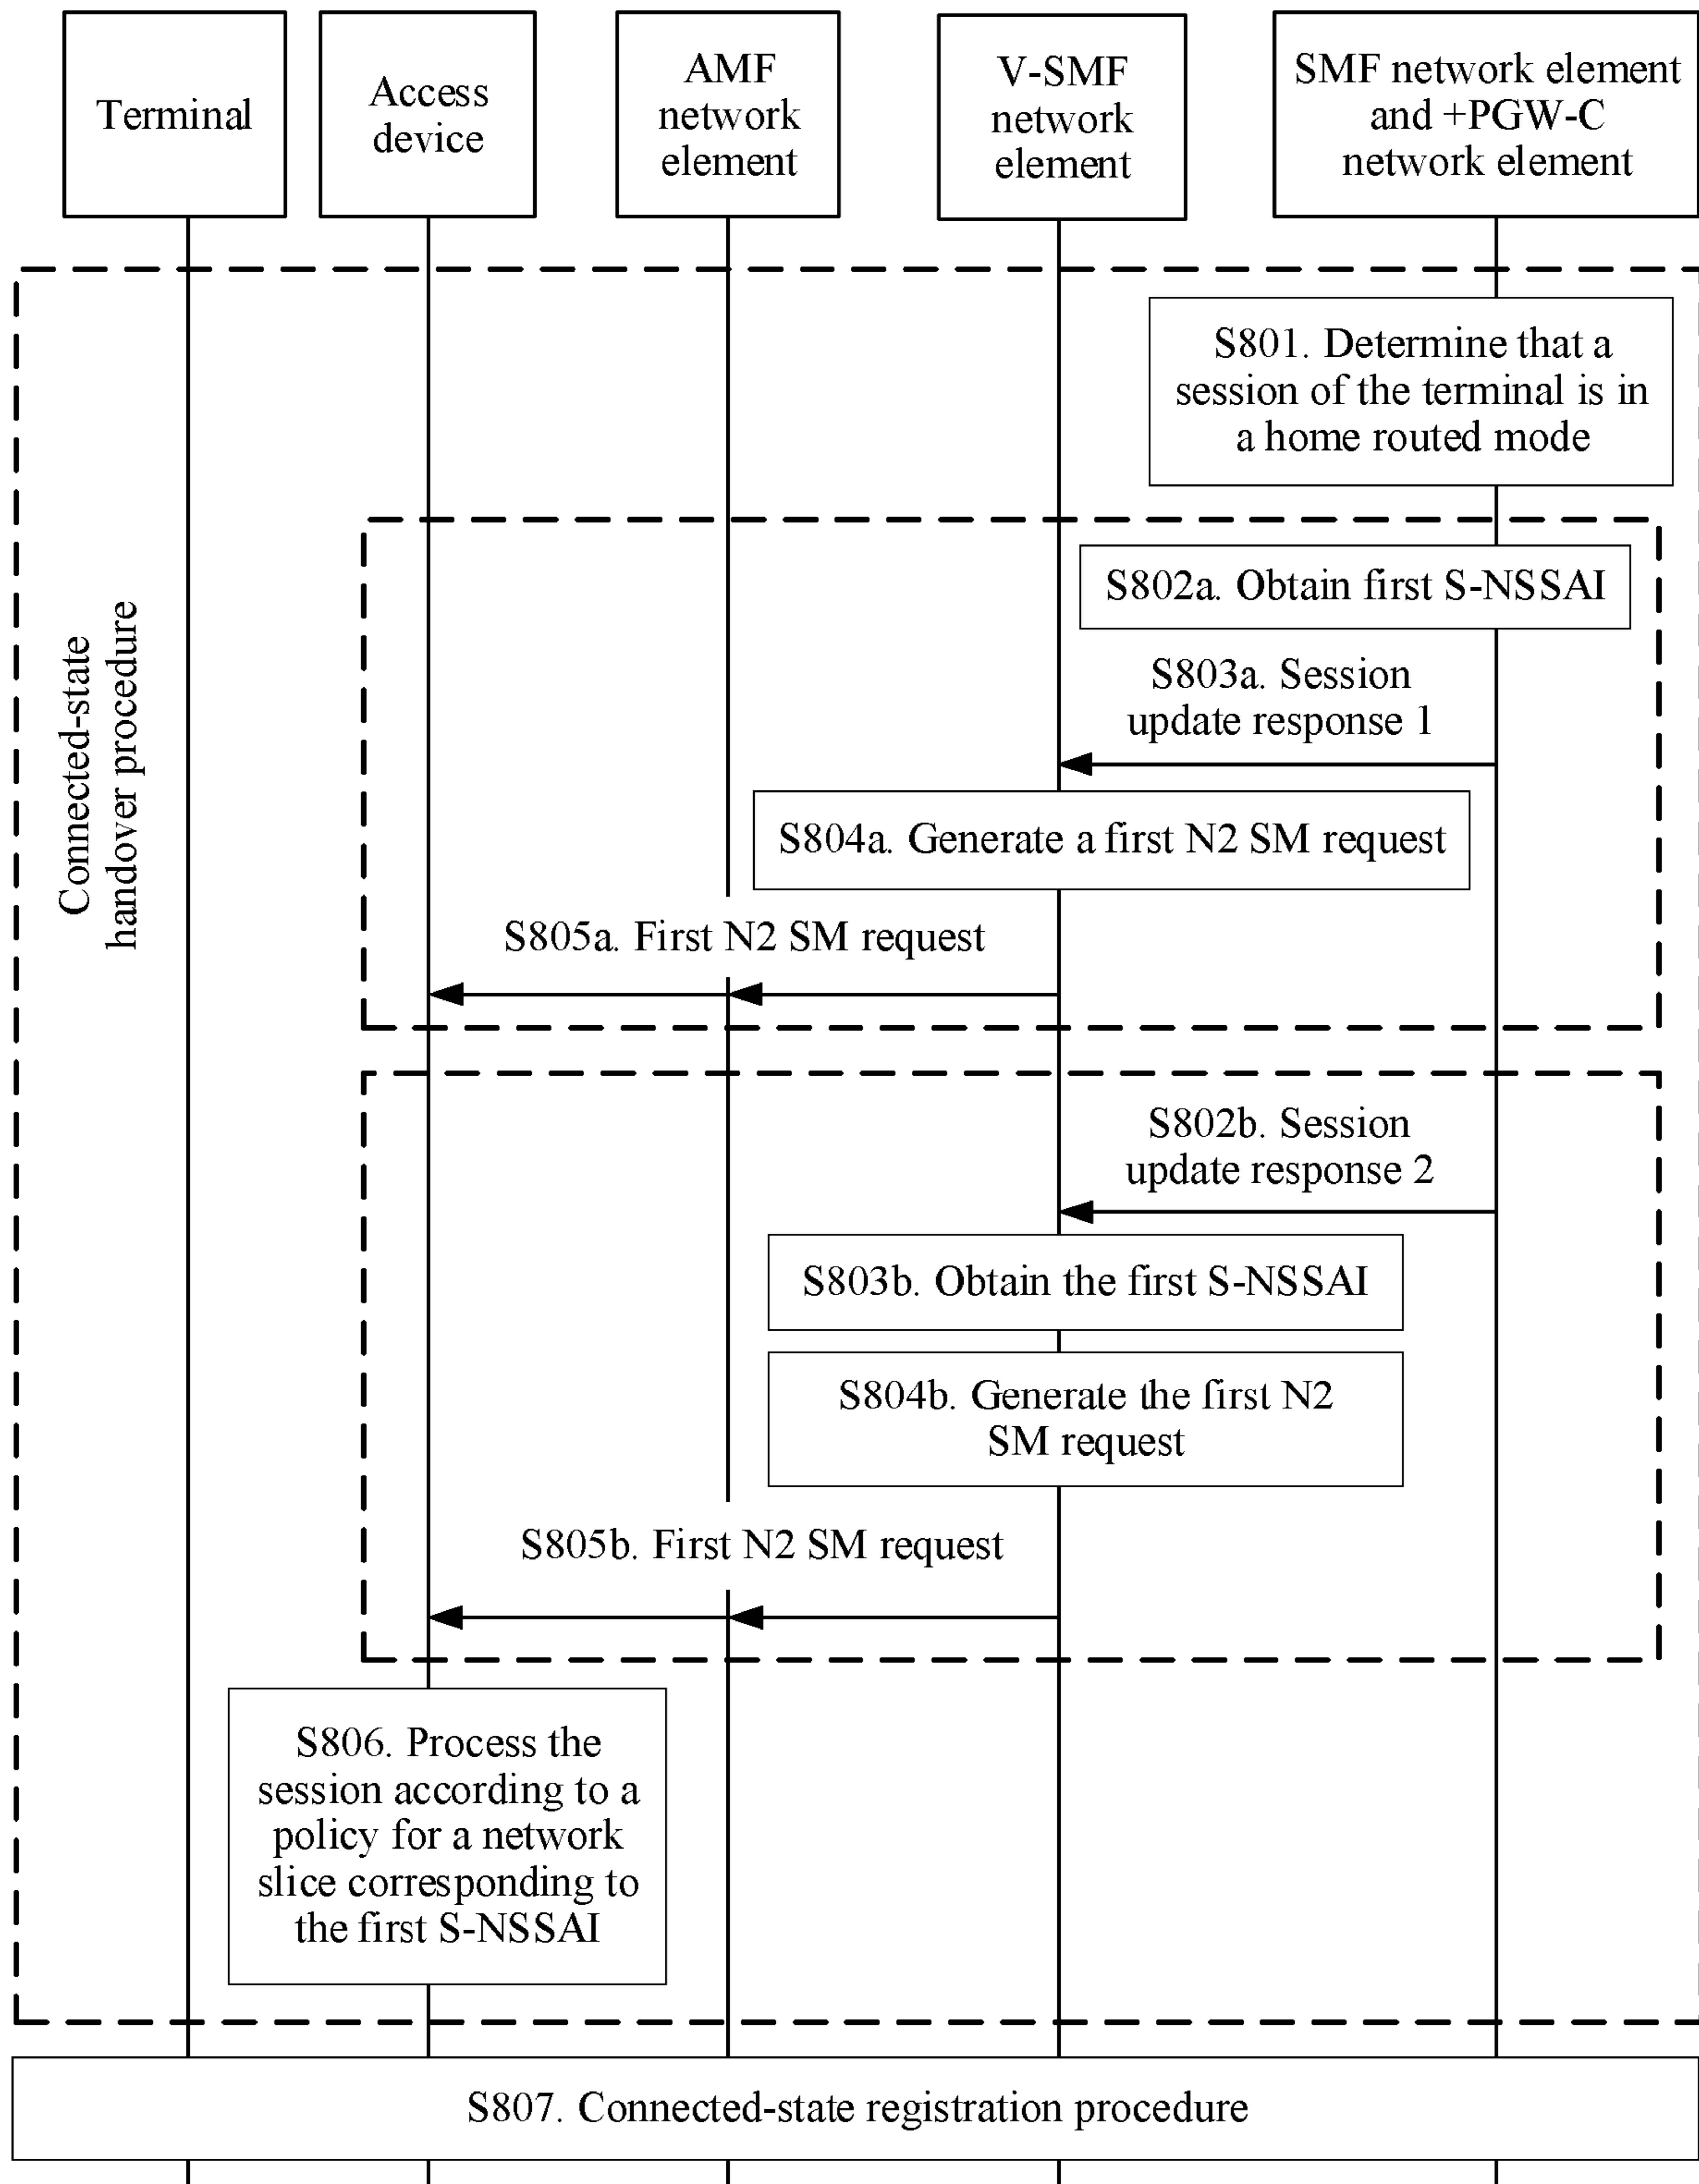 Terminal
Access
device
AMF
network
element
V-SMF
network
element
SMF network element
and +PGW-C
network element
Connected-state
handover procedure
S801. Determine that a
session of the terminal is in
a home routed mode
S802a. Obtain first S-NSSAI
S803a. Session
update response 1
S804a. Generate a first N2 SM request
S805a. First N2 SM request
S802b. Session
update response 2
S803b. Obtain the first S-NSSAI
S804b. Generate the first N2
SM request
S805b. First N2 SM request
S806. Process the
session according to a
policy for a network
slice corresponding to
the first S-NSSAI
S807. Connected-state registration procedure